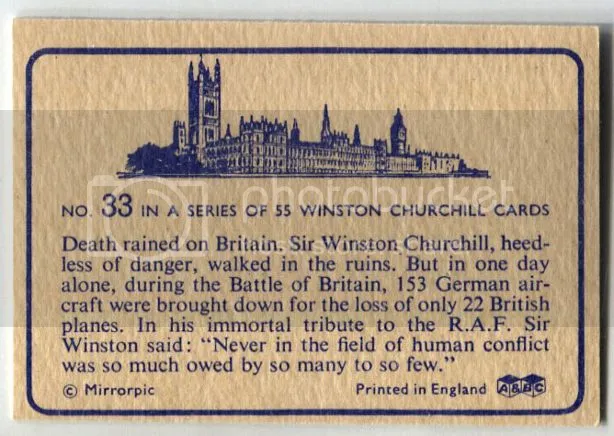 NO. 33 IN A SERIES OF 55 WINSTON CHURCHILL CARDS
Death rained on Britain. Sir Winston Churchill, heed-
less of danger, walked in the ruins. But in one day
alone, during the Battle of Britain, 153 German air-
craft were brought down for the loss of only 22 British
planes. In his immortal tribute to the R.A.F. Sir
Winston said: “Never in the field of human conflict
was so much owed by so many to so few.”
© Mirrorpic Printed in England A&BC
photobucket